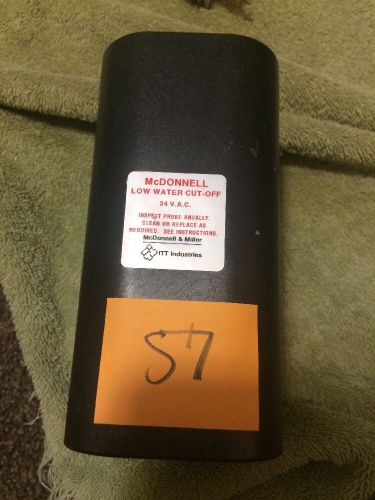 McDONNELL
LOW WATER CUT-OFF
24 V.A.C.
INSPECT PROBE ANUALLY.
CLEAN OR REPLACE AS
REQUIRED. SEE INSTRUCTIONS.
McDonnell & Miller
ITT Industries
57